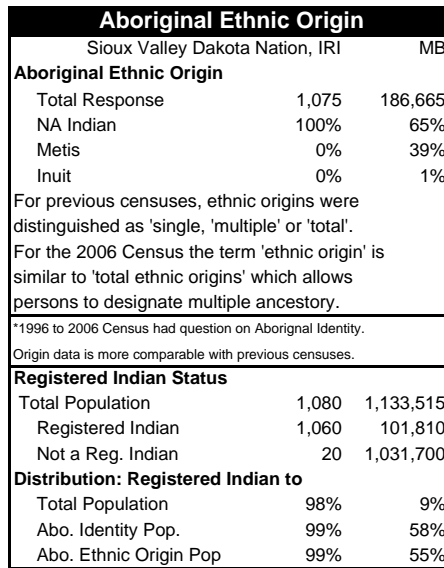 Aboriginal Ethnic Origin
Sioux Valley Dakota Nation, IRI MB
Aboriginal Ethnic Origin
Total Response 1,075 186,665
NA Indian 100% 65%
Metis 0% 39%
Inuit 0% 1%
For previous censuses, ethnic origins were
distinguished as 'single, 'multiple' or 'total'.
For the 2006 Census the term 'ethnic origin' is
similar to 'total ethnic origins' which allows
persons to designate multiple ancestory.
*1996 to 2006 Census had question on Aborignal Identity.
Origin data is more comparable with previous censuses.
Registered Indian Status
Total Population 1,080 1,133,515
Registered Indian 1,060 101,810
Not a Reg. Indian 20 1,031,700
Distribution: Registered Indian to
Total Population 98% 9%
Abo. Identity Pop. 99% 58%
Abo. Ethnic Origin Pop 99% 55%